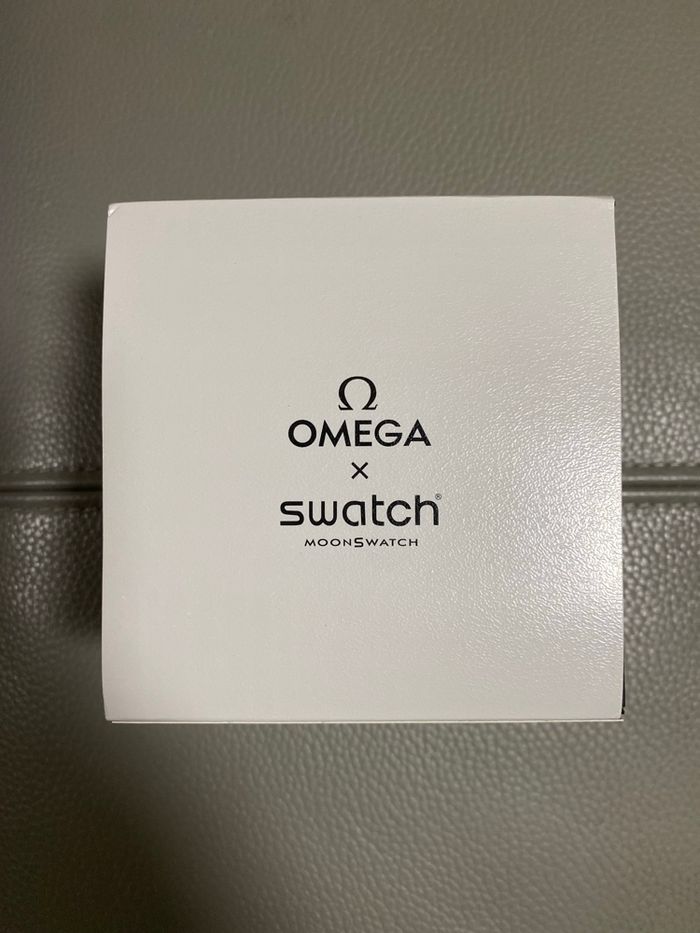 Ω
OMEGA
×
swatch®
MOONSWATCH